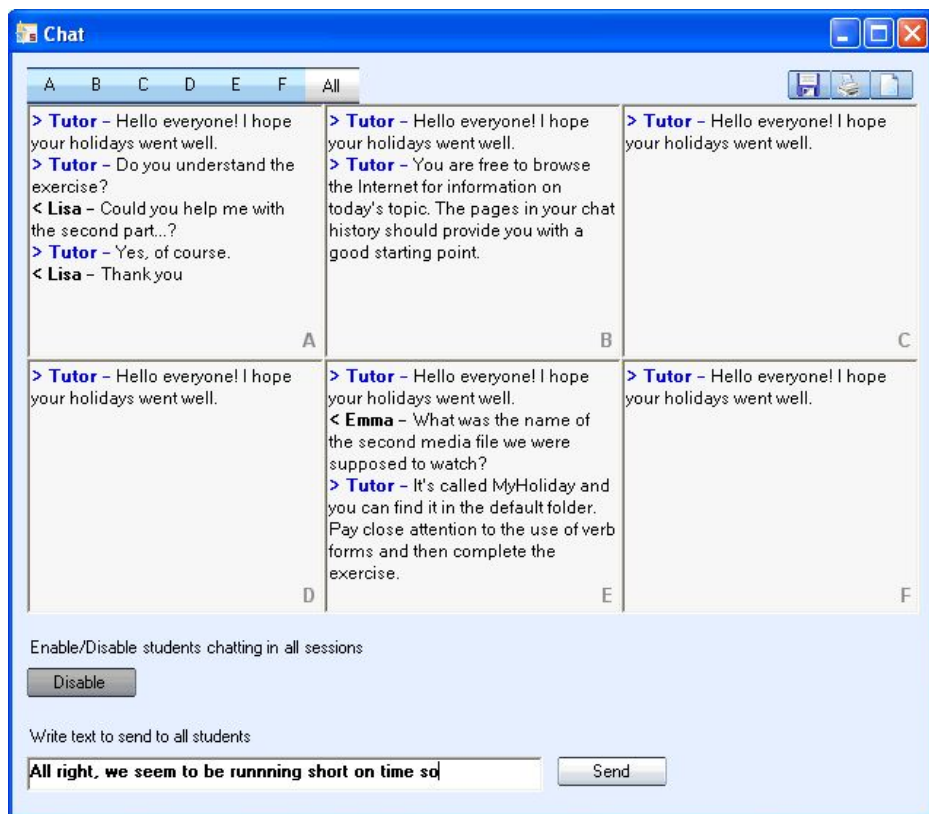 Chat
A B C D E F All
> Tutor – Hello everyone! I hope
your holidays went well.
> Tutor – Do you understand the
exercise?
< Lisa – Could you help me with
the second part...?
> Tutor – Yes, of course.
< Lisa – Thank you
A
> Tutor – Hello everyone! I hope
your holidays went well.
> Tutor – You are free to browse
the Internet for information on
today's topic. The pages in your chat
history should provide you with a
good starting point.
B
> Tutor – Hello everyone! I hope
your holidays went well.
C
> Tutor – Hello everyone! I hope
your holidays went well.
D
> Tutor – Hello everyone! I hope
your holidays went well.
< Emma – What was the name of
the second media file we were
supposed to watch?
> Tutor – It's called MyHoliday and
you can find it in the default folder.
Pay close attention to the use of verb
forms and then complete the
exercise.
E
> Tutor – Hello everyone! I hope
your holidays went well.
F
Enable/Disable students chatting in all sessions
Disable
Write text to send to all students
All right, we seem to be runnning short on time so
Send